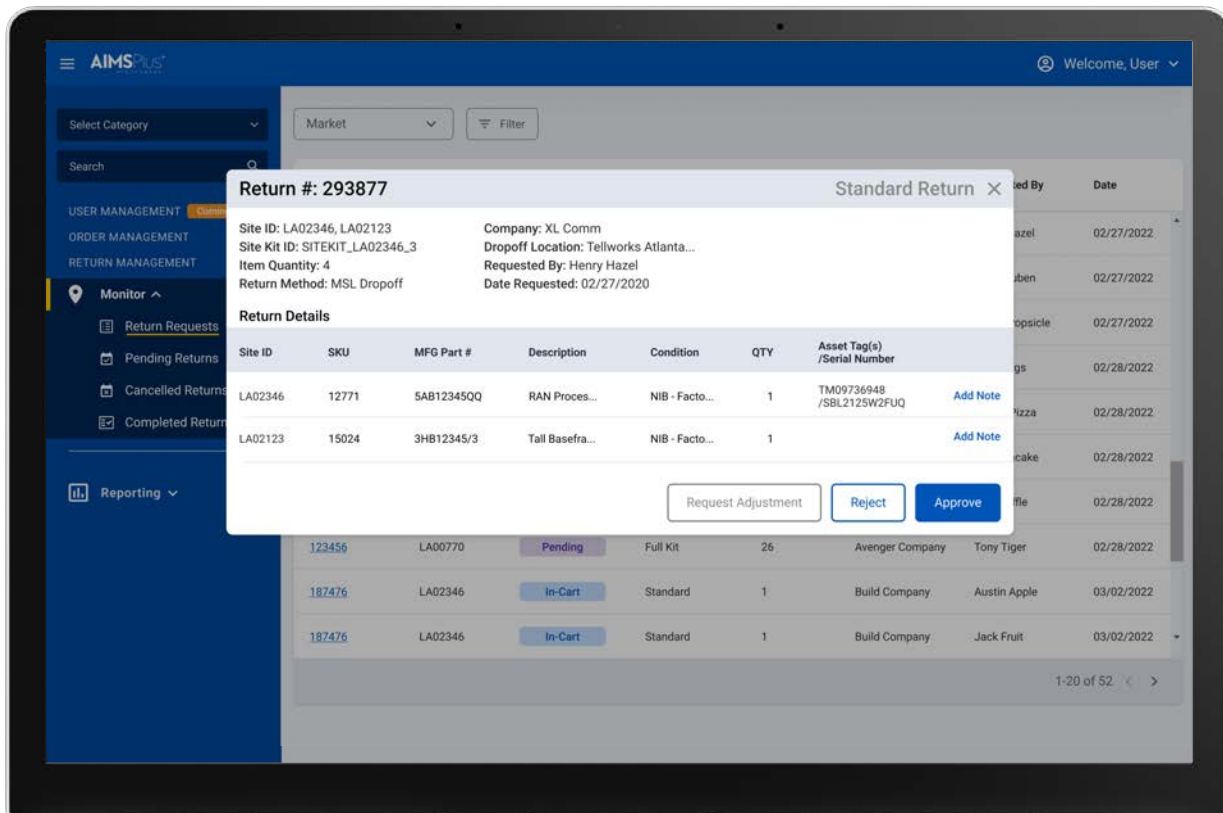 AIMSPlus+
Welcome, User
Select Category
Market
Filter
Search
Return #: 293877
Standard Return
By
Date
USER MANAGEMENT
ORDER MANAGEMENT
RETURN MANAGEMENT
Monitor
Return Requests
Pending Returns
Cancelled Returns
Completed Return
Reporting
Site ID: LA02346, LA02123
Site Kit ID: SITEKIT_LA02346_3
Item Quantity: 4
Return Method: MSL Dropoff
Company: XL Comm
Dropoff Location: Tellworks Atlanta...
Requested By: Henry Hazel
Date Requested: 02/27/2020
Return Details
Site ID SKU MFG Part # Description Condition QTY Asset Tag(s)
/Serial Number
LA02346 12771 5AB12345QQ RAN Proces... NIB - Facto... 1 TM09736948
/SBL2125W2FUQ Add Note
LA02123 15024 3HB12345/3 Tall Basefra... NIB - Facto... 1 Add Note
Request Adjustment Reject Approve
02/27/2022
02/27/2022
02/27/2022
02/28/2022
02/28/2022
02/28/2022
02/28/2022
123456 LA00770 Pending Full Kit 26 Avenger Company Tony Tiger 02/28/2022
187476 LA02346 In-Cart Standard 1 Build Company Austin Apple 03/02/2022
187476 LA02346 In-Cart Standard 1 Build Company Jack Fruit 03/02/2022
1-20 of 52